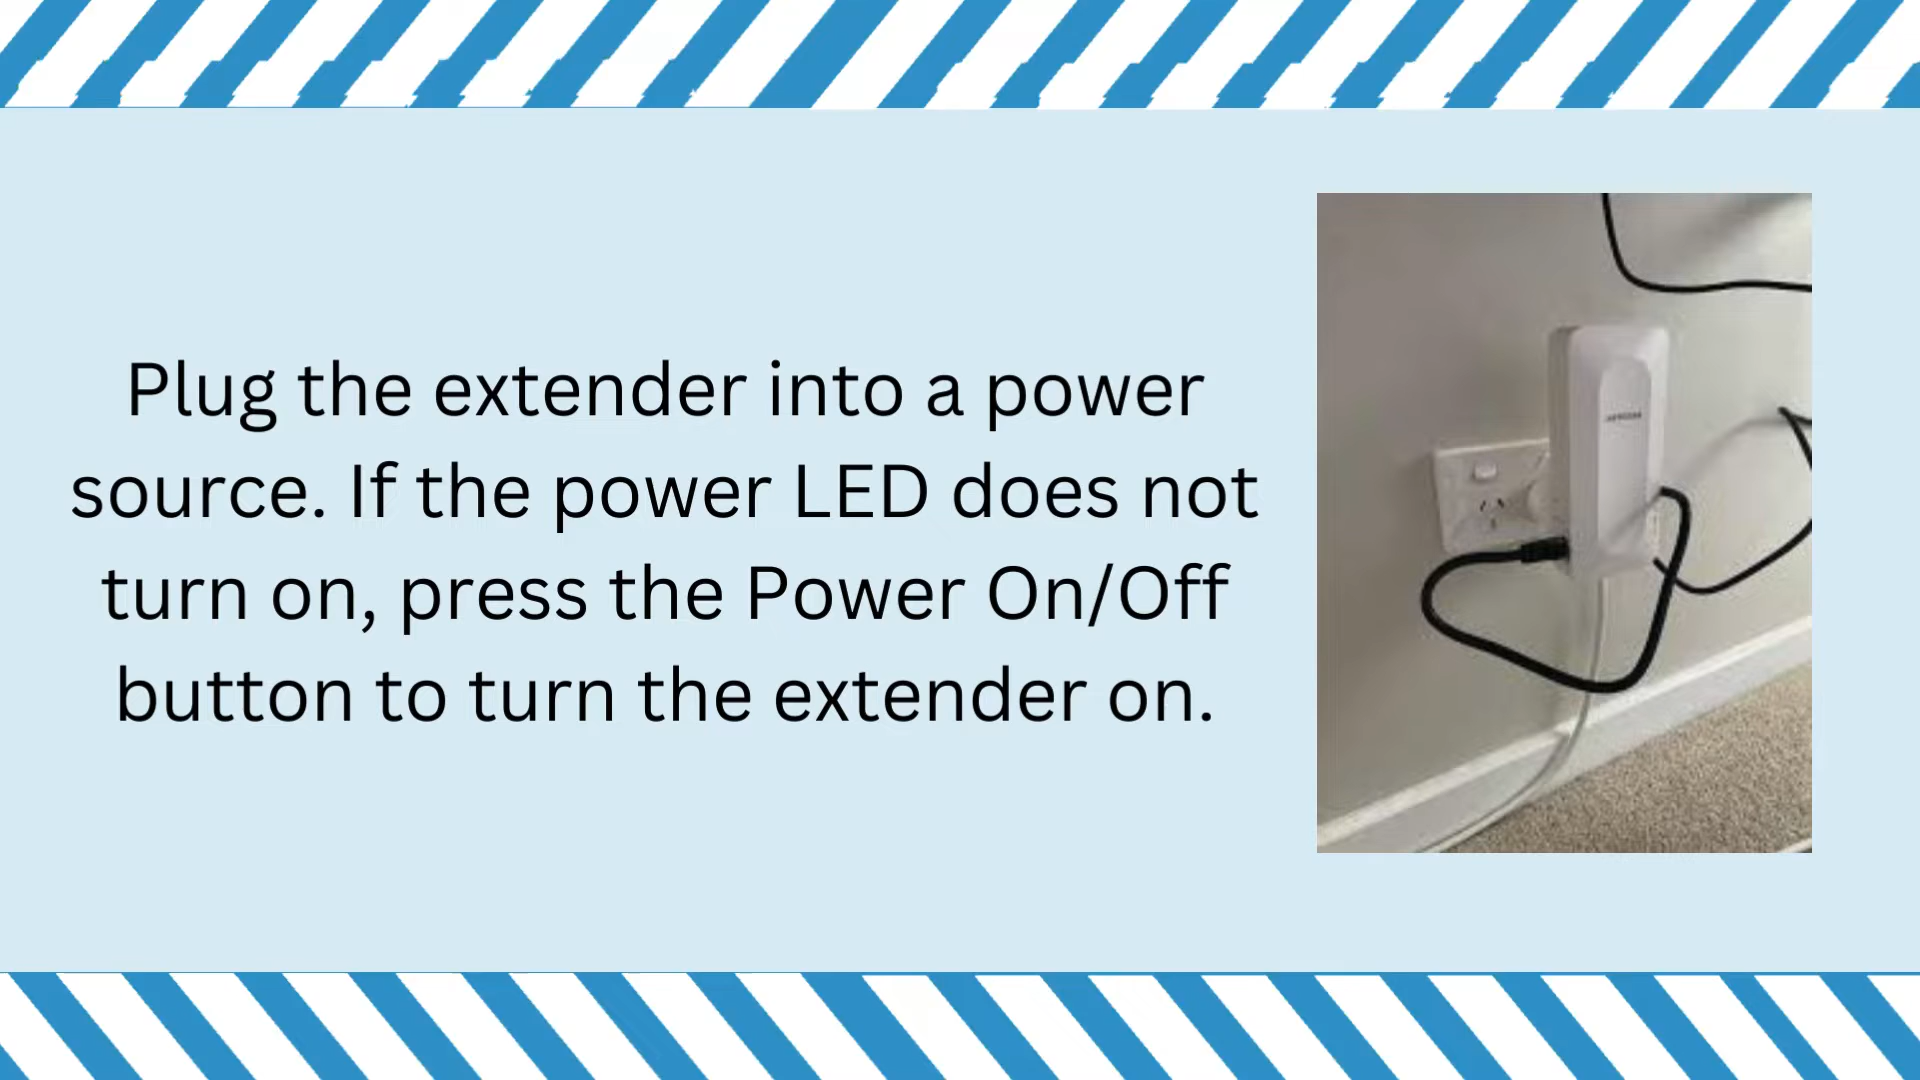 Plug the extender into a power
source. If the power LED does not
turn on, press the Power On/Off
button to turn the extender on.